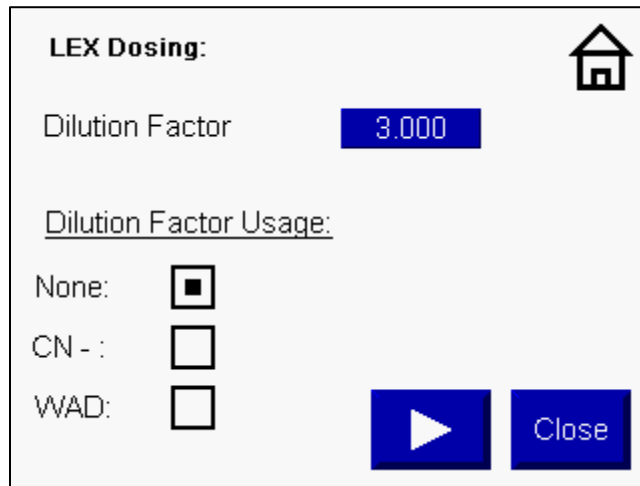 LEX Dosing:
Dilution Factor 3.000
Dilution Factor Usage:
None:
CN - :
WAD:
Close